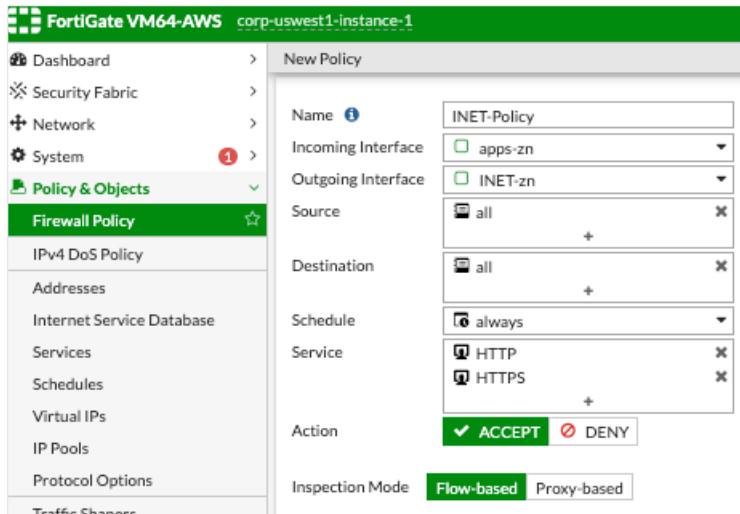 FortiGate VM64-AWS corp-uswest1-instance-1
Dashboard
Security Fabric
Network
System 1
Policy & Objects
Firewall Policy
IPv4 DoS Policy
Addresses
Internet Service Database
Services
Schedules
Virtual IPs
IP Pools
Protocol Options
Traffic Shapers
New Policy
Name INET-Policy
Incoming Interface apps-zn
Outgoing Interface INET-zn
Source all
+
Destination all
+
Schedule always
Service HTTP
HTTPS
+
Action ACCEPT DENY
Inspection Mode Flow-based Proxy-based